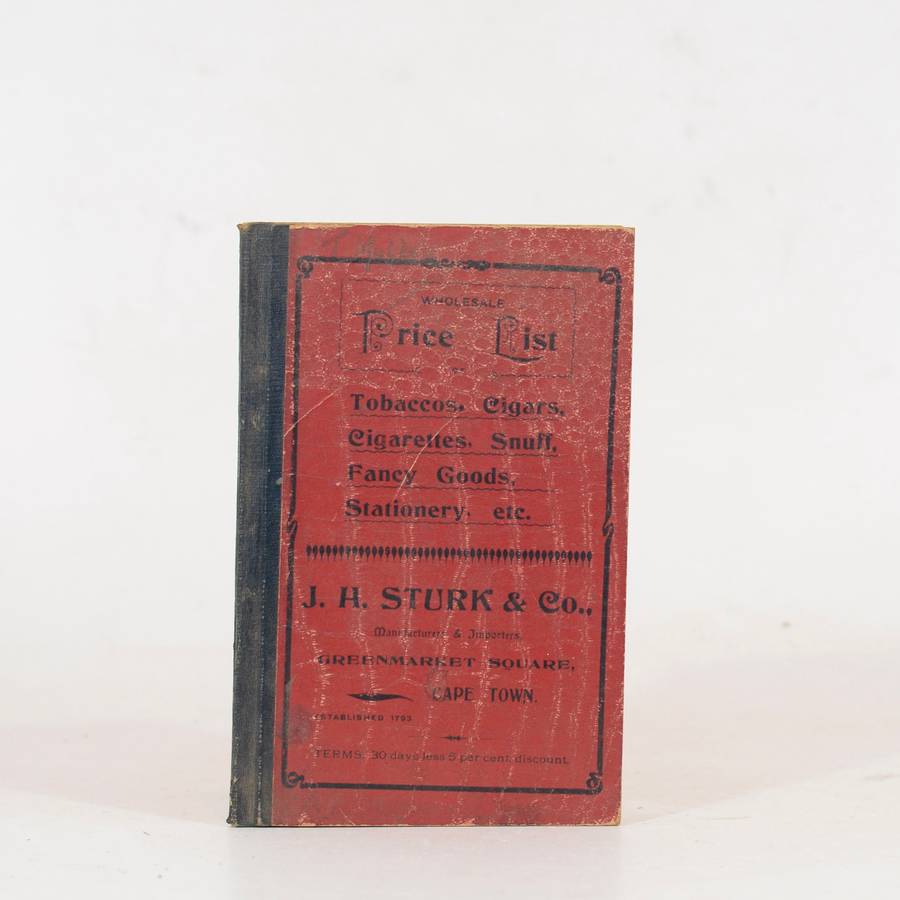 WHOLESALE
Price List
Tobaccos, Cigars,
Cigarettes, Snuff,
Fancy Goods,
Stationery, etc.
J. H. STURK & Co.,
Manufacturers & Importers,
GREENMARKET SQUARE,
CAPE TOWN.
ESTABLISHED 1793
TERMS: 30 days less 5 per cent. discount.